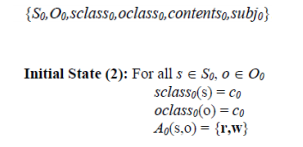 {S₀, O₀, sclass₀, oclass₀, contents₀, subj₀}
Initial State (2): For all s ∈ S₀, o ∈ O₀
sclass₀(s) = c₀
oclass₀(o) = c₀
A₀(s,o) = {r,w}